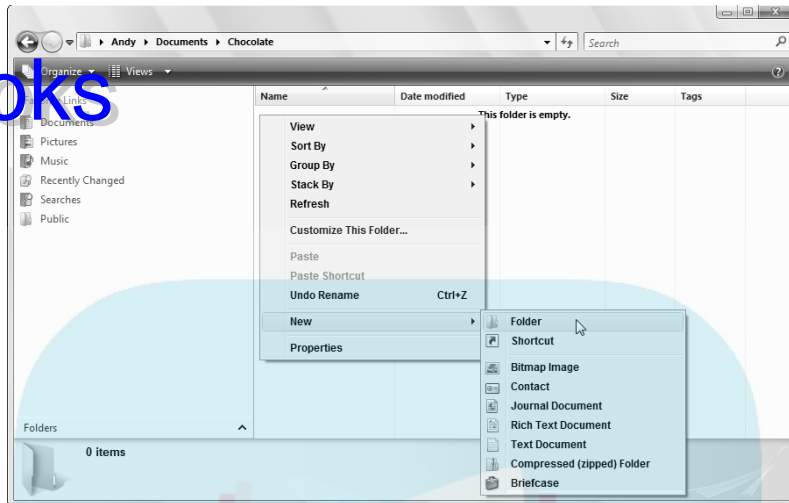 Andy ▸ Documents ▸ Chocolate
Search
Organize Views
oks
Links
Name Date modified Type Size Tags
This folder is empty.
Documents
Pictures
Music
Recently Changed
Searches
Public
View
Sort By
Group By
Stack By
Refresh
Customize This Folder...
Paste
Paste Shortcut
Undo Rename Ctrl+Z
New
Properties
Folder
Shortcut
Bitmap Image
Contact
Journal Document
Rich Text Document
Text Document
Compressed (zipped) Folder
Briefcase
Folders
0 items